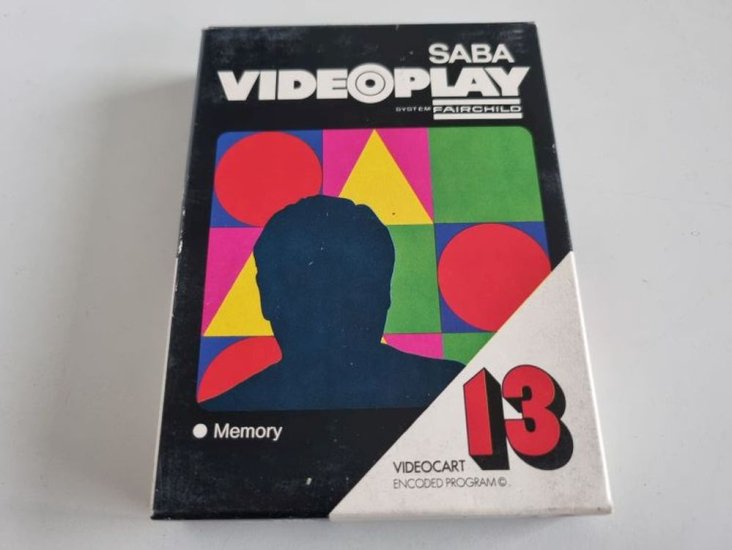 SABA
VIDEOPLAY
SYSTEM FAIRCHILD
● Memory
13
VIDEOCART
ENCODED PROGRAM ©